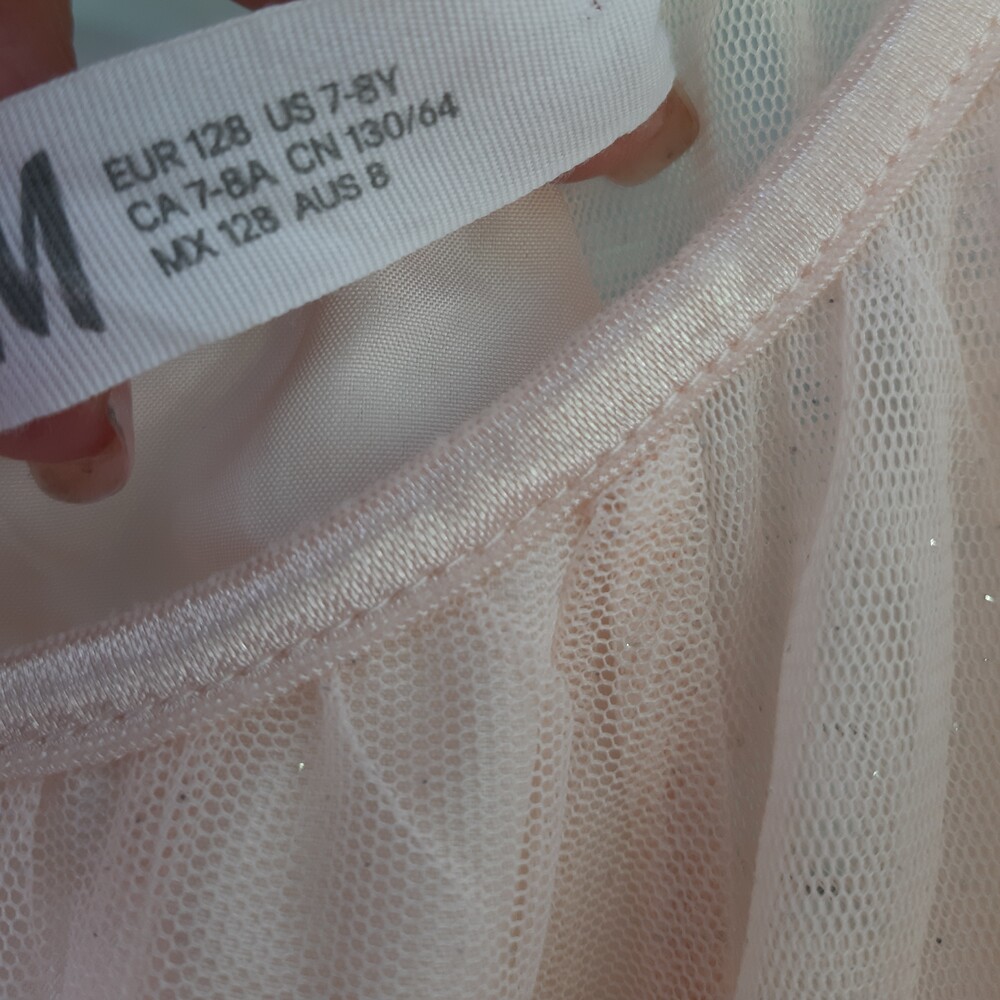 M
EUR 128 US 7-8Y
CA 7-8A CN 130/64
MX 128 AUS 8